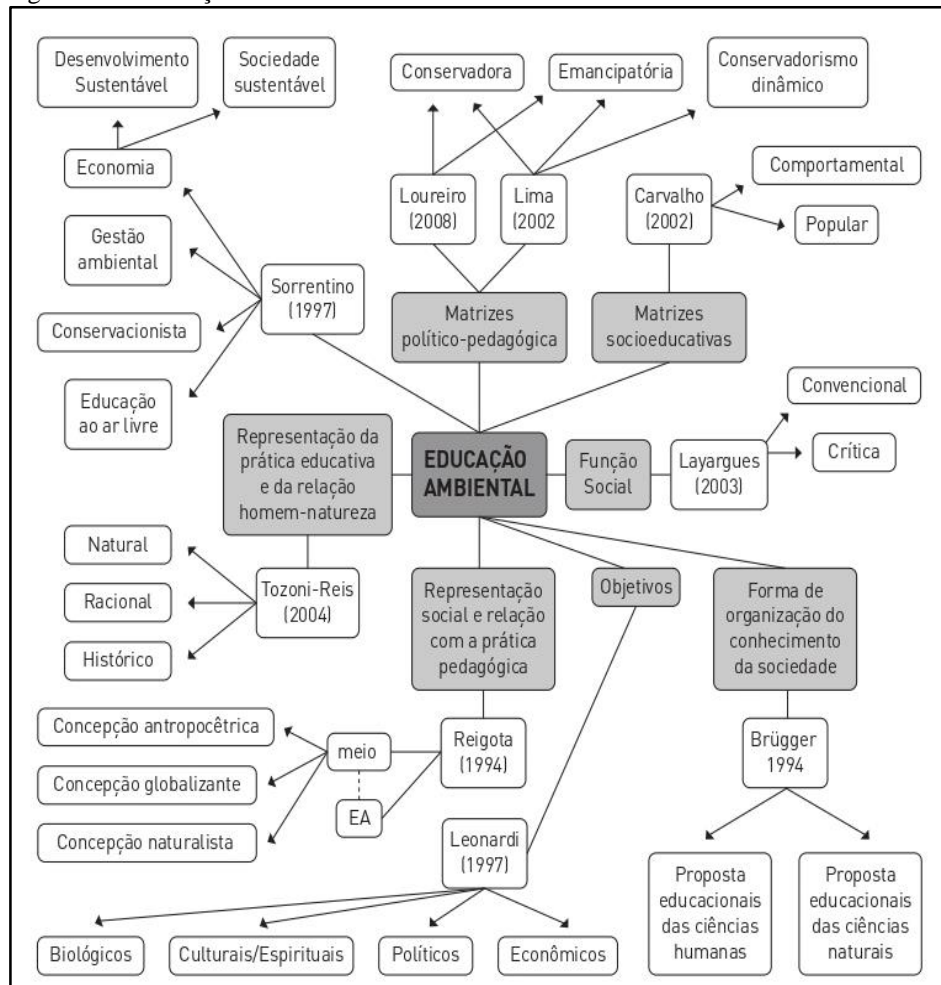 Desenvolvimento
Sustentável
Sociedade
sustentável
Conservadora
Emancipatória
Conservadorismo
dinâmico
Economia
Loureiro
(2008)
Lima
(2002
Carvalho
(2002)
Comportamental
Popular
Gestão
ambiental
Sorrentino
(1997)
Conservacionista
Matrizes
político-pedagógica
Matrizes
socioeducativas
Educação
ao ar livre
Convencional
Crítica
Representação da
prática educativa
e da relação
homem-natureza
EDUCAÇÃO
AMBIENTAL
Função
Social
Layargues
(2003)
Natural
Racional
Histórico
Tozoni-Reis
(2004)
Representação
social e relação
com a prática
pedagógica
Objetivos
Forma de
organização do
conhecimento
da sociedade
Concepção antropocêtrica
Concepção globalizante
Concepção naturalista
meio
EA
Reigota
(1994)
Brügger
1994
Leonardi
(1997)
Biológicos
Culturais/Espirituais
Políticos
Econômicos
Proposta
educacionais
das ciências
humanas
Proposta
educacionais
das ciências
naturais